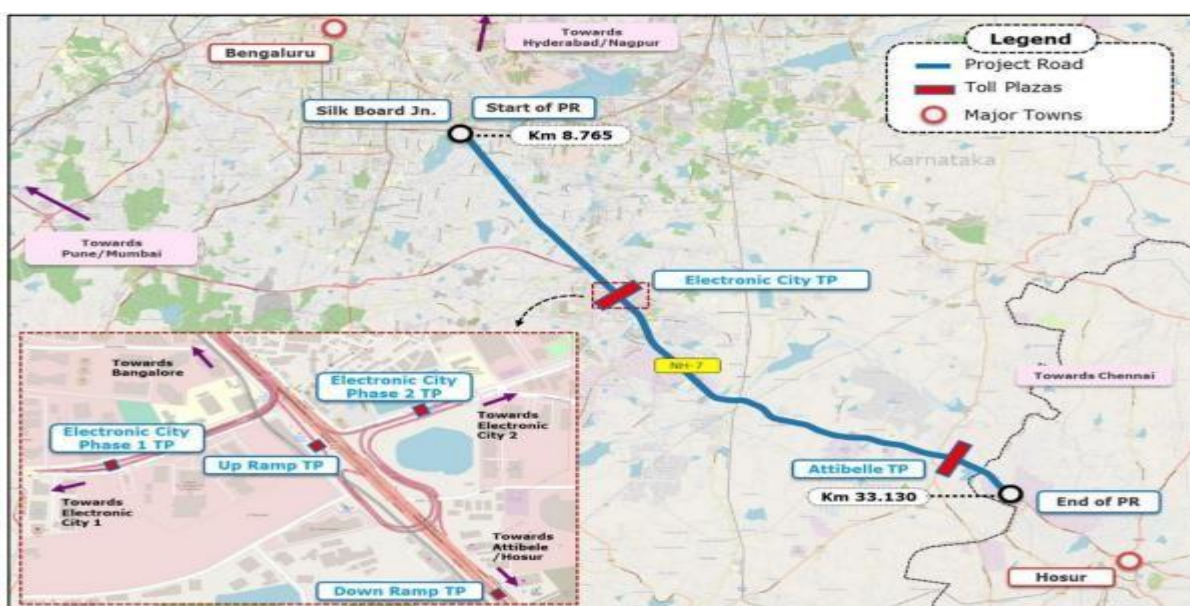 Towards
Hyderabad/Nagpur
Bengaluru
Legend
Project Road
Toll Plazas
Major Towns
Silk Board Jn.
Start of PR
Km 8.765
Karnataka
Towards
Pune/Mumbai
Electronic City TP
NH-7
Towards Chennai
Attibelle TP
Km 33.130
End of PR
Hosur
Towards
Bangalore
Electronic City
Phase 2 TP
Towards
Electronic
City 2
Electronic City
Phase 1 TP
Up Ramp TP
Towards
Electronic
City 1
Towards
Attibele
/Hosur
Down Ramp TP